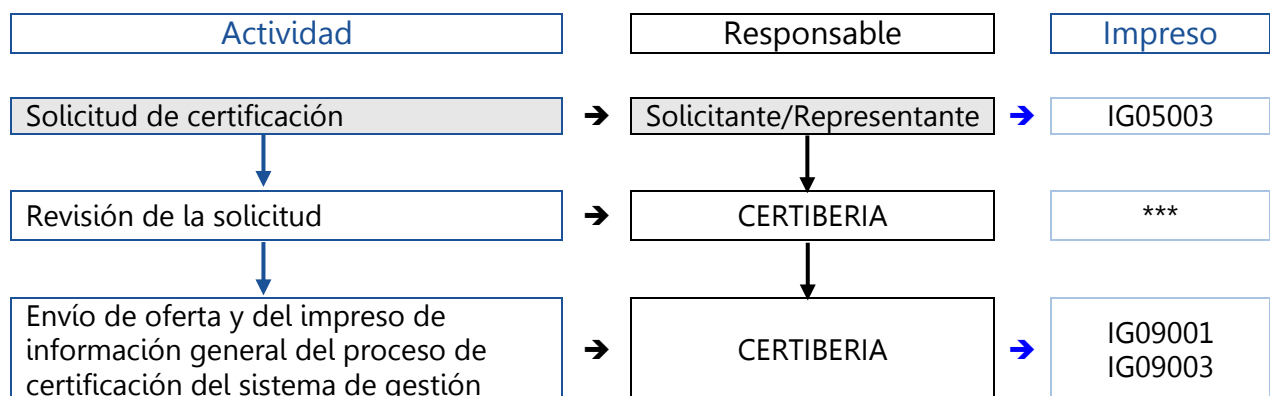 Actividad
Responsable
Impreso
Solicitud de certificación
Solicitante/Representante
IG05003
Revisión de la solicitud
CERTIBERIA
***
Envío de oferta y del impreso de
información general del proceso de
certificación del sistema de gestión
CERTIBERIA
IG09001
IG09003